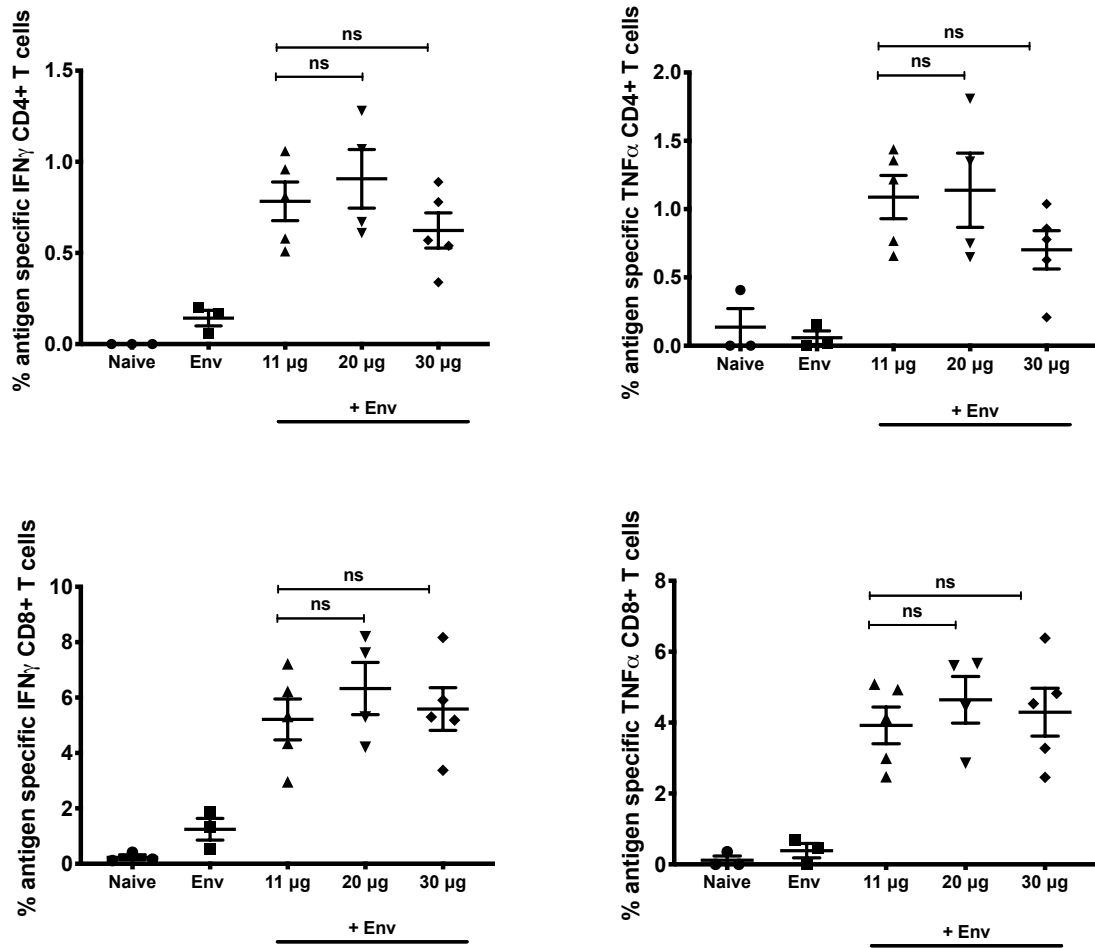 % antigen specific IFNγ CD4+ T cells
1.5
1.0
0.5
0.0
ns
ns
Naive Env 11 µg 20 µg 30 µg
+ Env
% antigen specific TNFα CD4+ T cells
2.0
1.5
1.0
0.5
0.0
ns
ns
Naive Env 11 µg 20 µg 30 µg
+ Env
% antigen specific IFNγ CD8+ T cells
10
8
6
4
2
0
ns
ns
Naive Env 11 µg 20 µg 30 µg
+ Env
% antigen specific TNFα CD8+ T cells
8
6
4
2
0
ns
ns
Naive Env 11 µg 20 µg 30 µg
+ Env